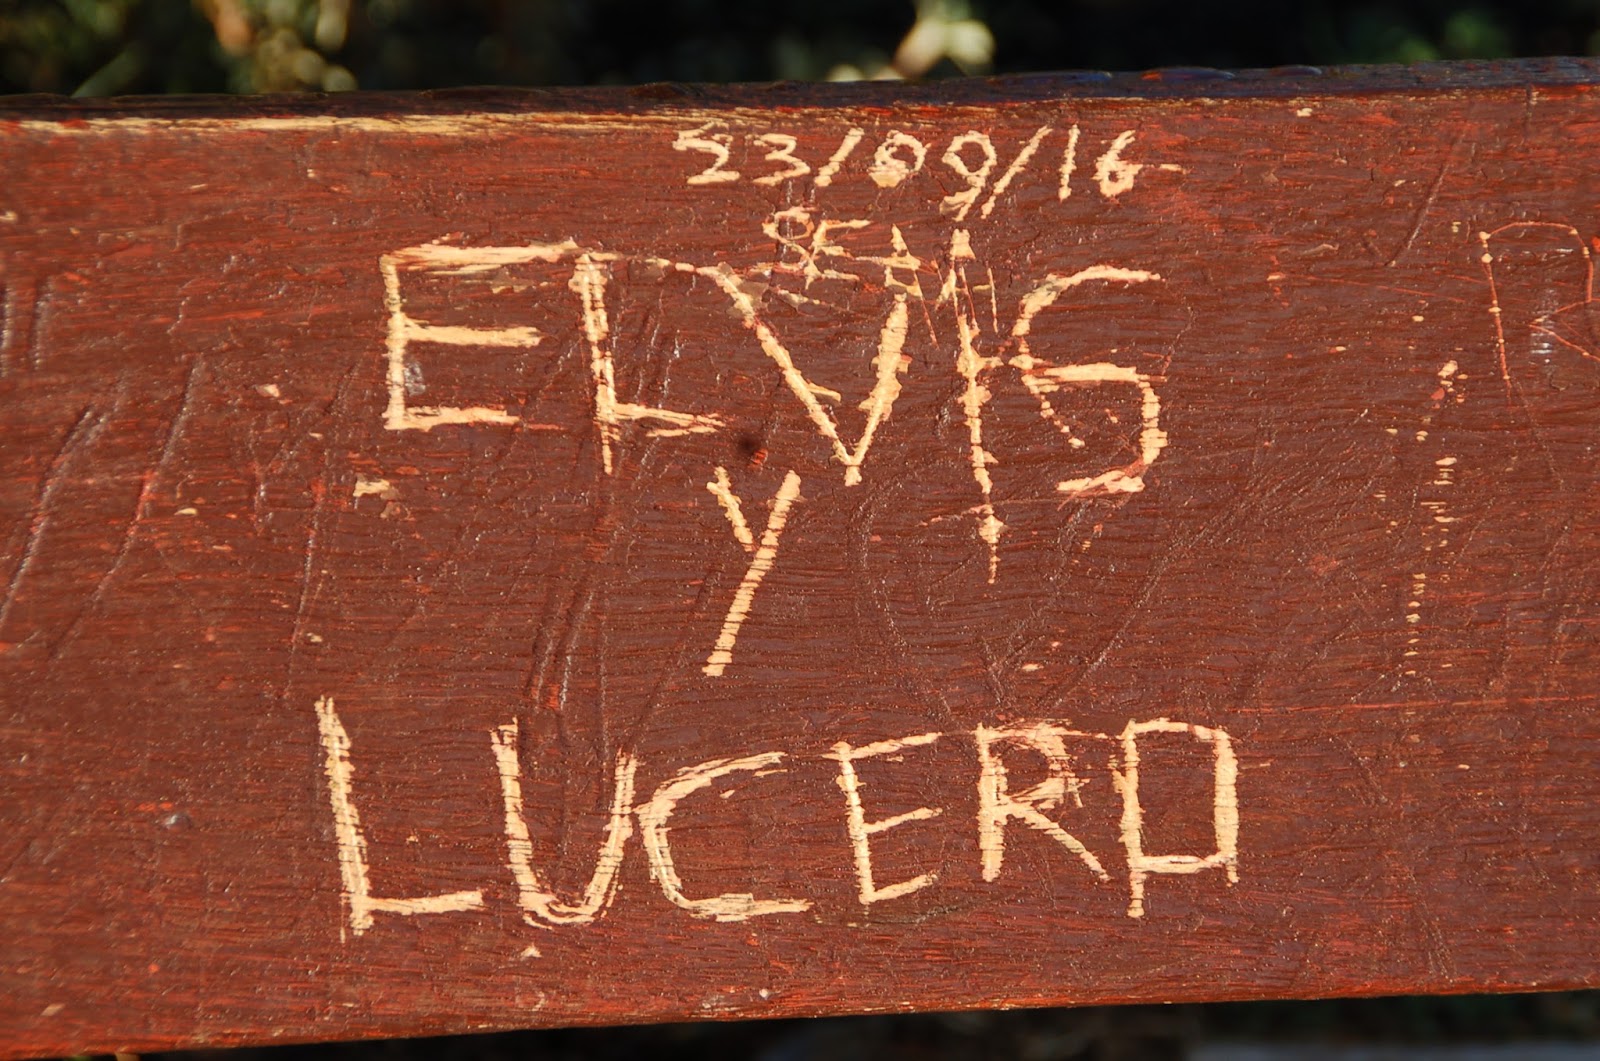 23/09/16
ELVIS
Y
LUCERO
R